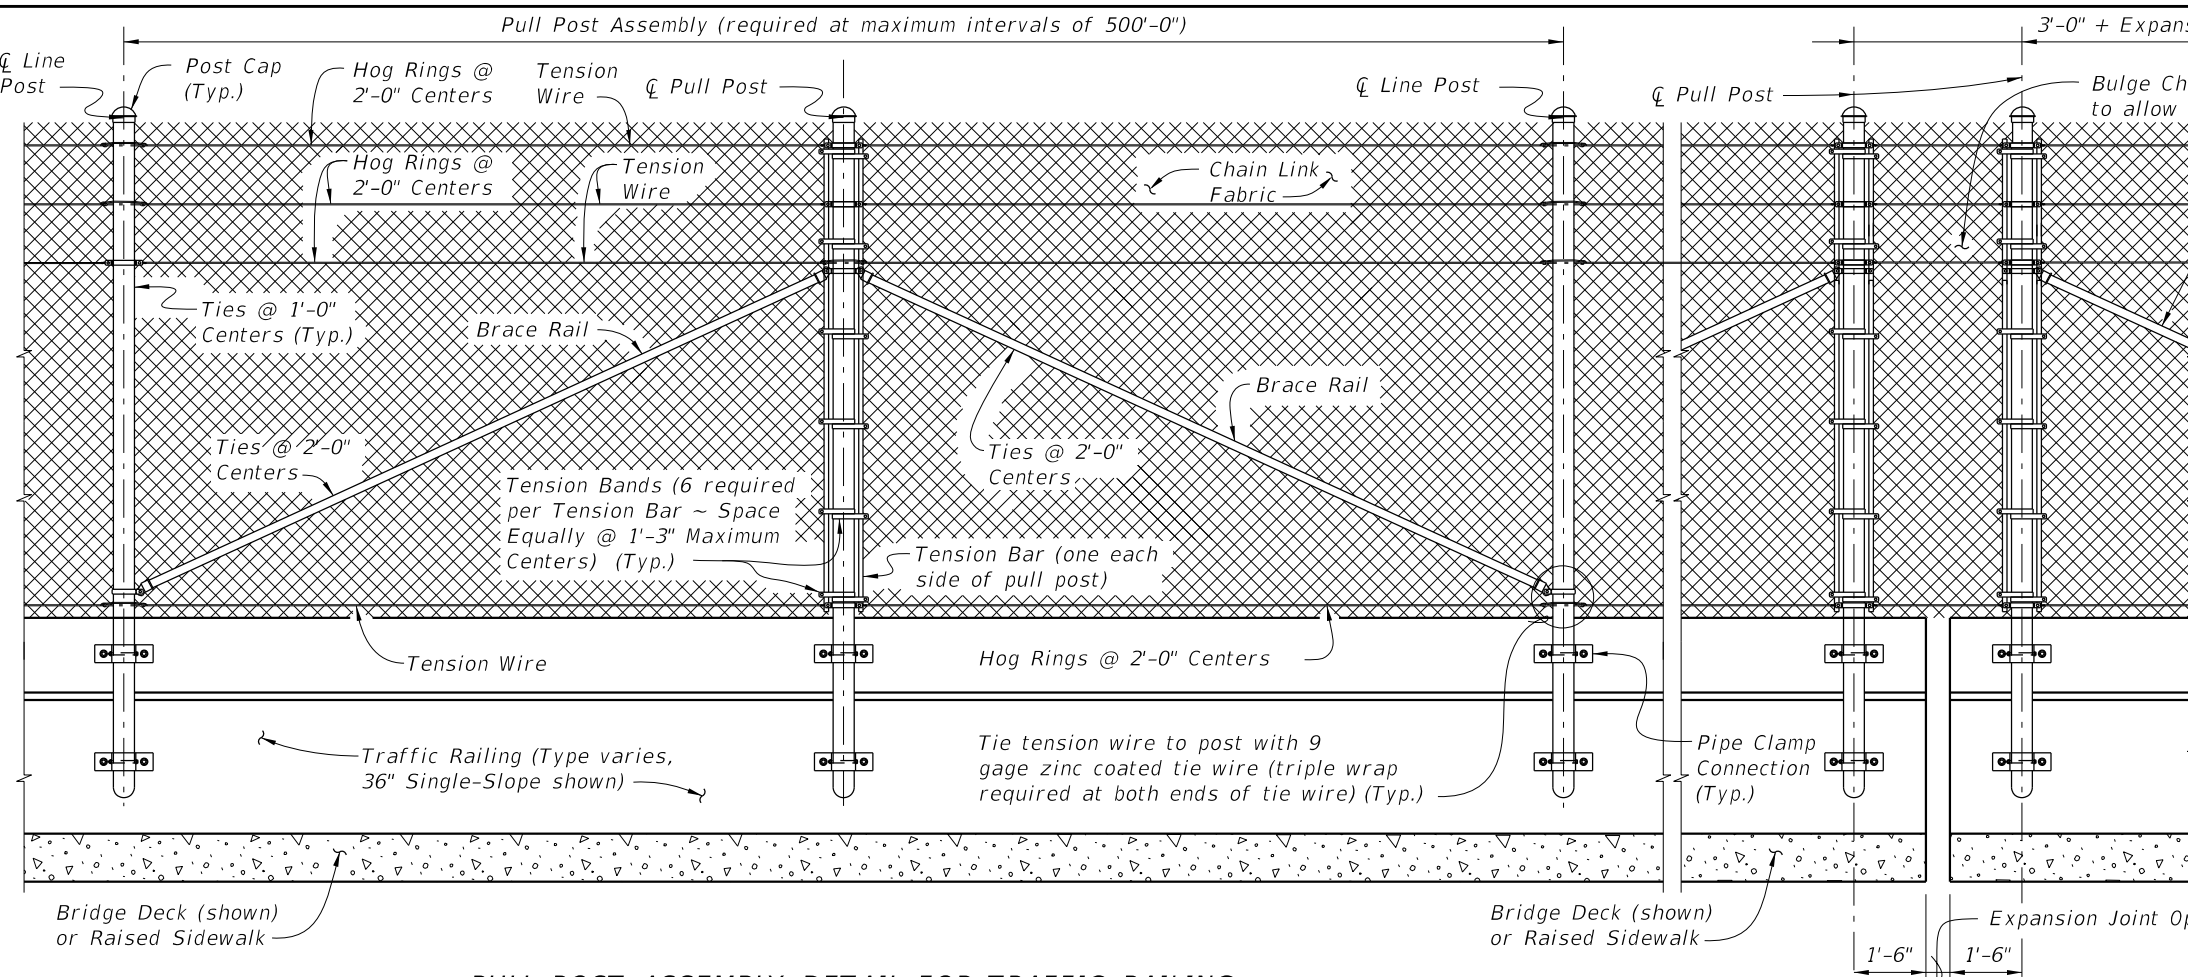 Pull Post Assembly (required at maximum intervals of 500'-0")
3'-0" + Expans
℄ Line
Post
Post Cap
(Typ.)
Hog Rings @
2'-0" Centers
Tension
Wire
℄ Pull Post
℄ Line Post
℄ Pull Post
Bulge Ch
to allow
Hog Rings @
2'-0" Centers
Tension
Wire
Chain Link
Fabric
Ties @ 1'-0"
Centers (Typ.)
Brace Rail
Brace Rail
Ties @ 2'-0"
Centers
Ties @ 2'-0"
Centers
Tension Bands (6 required
per Tension Bar ~ Space
Equally @ 1'-3" Maximum
Centers) (Typ.)
Tension Bar (one each
side of pull post)
Tension Wire
Hog Rings @ 2'-0" Centers
Traffic Railing (Type varies,
36" Single-Slope shown)
Tie tension wire to post with 9
gage zinc coated tie wire (triple wrap
required at both ends of tie wire) (Typ.)
Pipe Clamp
Connection
(Typ.)
Bridge Deck (shown)
or Raised Sidewalk
Bridge Deck (shown)
or Raised Sidewalk
Expansion Joint Op
1'-6"
1'-6"
PULL POST ASSEMBLY DETAIL FOR TRAFFIC RAILING